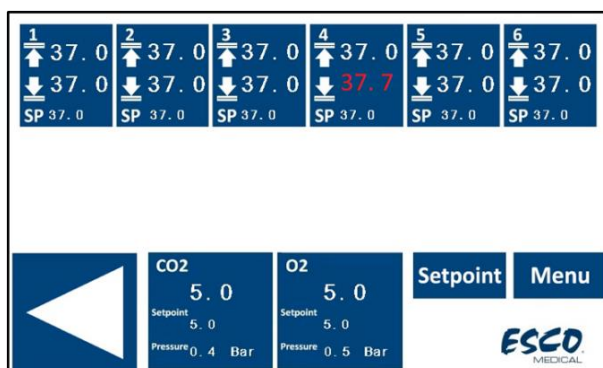 1 2 3 4 5 6
37.0 37.0 37.0 37.0 37.0 37.0
37.0 37.0 37.0 37.7 37.0 37.0
SP 37.0 SP 37.0 SP 37.0 SP 37.0 SP 37.0 SP 37.0
CO2 O2
5.0 5.0 Setpoint Menu
Setpoint Setpoint
5.0 5.0
Pressure 0.4 Bar Pressure 0.5 Bar
ESCO
MEDICAL